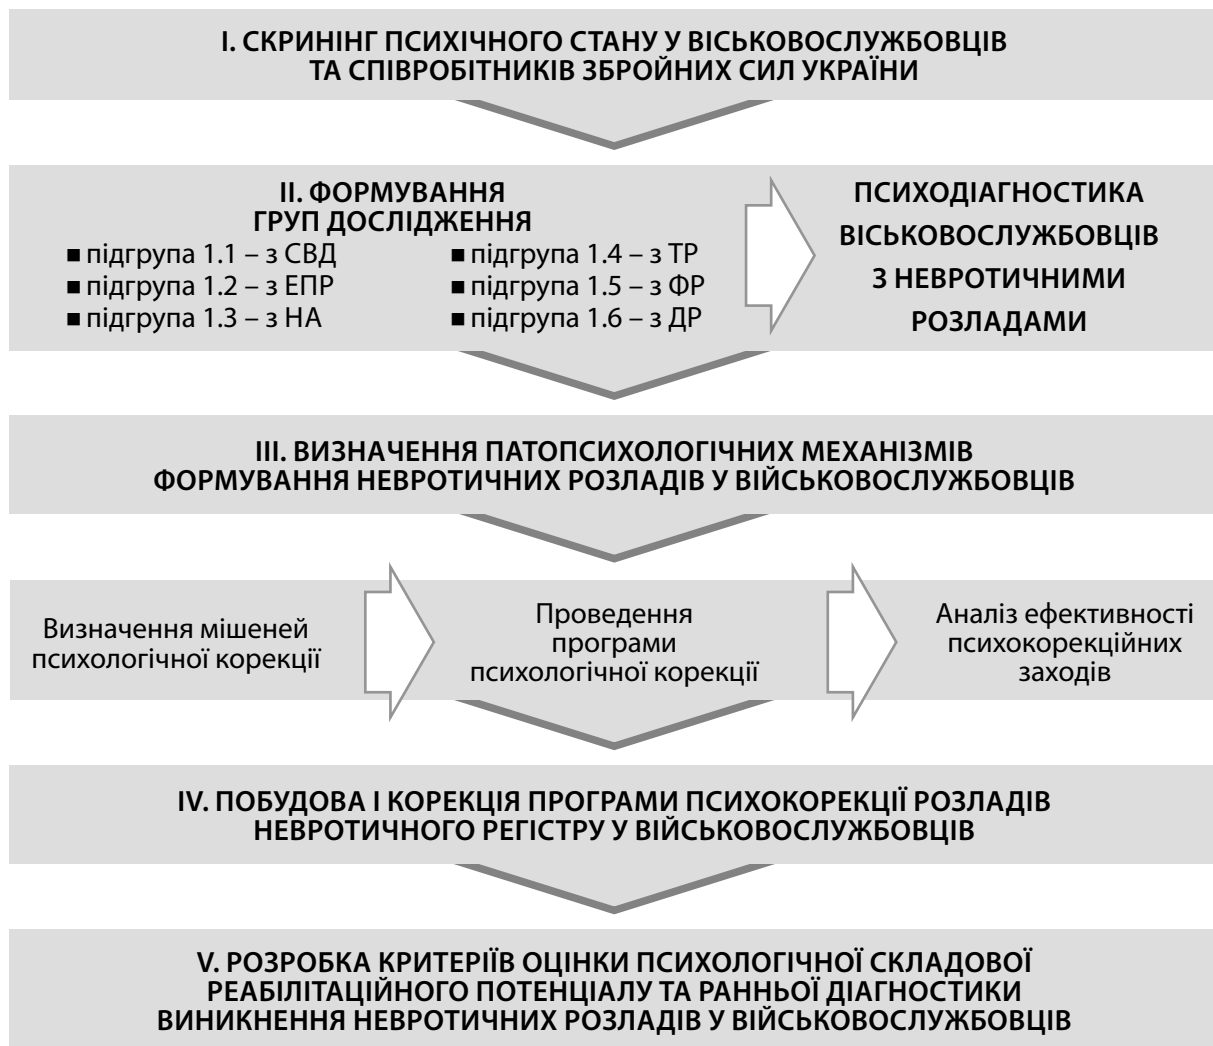 І. СКРИНІНГ ПСИХІЧНОГО СТАНУ У ВІСЬКОВОСЛУЖБОВЦІВ
ТА СПІВРОБІТНИКІВ ЗБРОЙНИХ СИЛ УКРАЇНИ
ІІ. ФОРМУВАННЯ
ГРУП ДОСЛІДЖЕННЯ
■ підгрупа 1.1 – з СВД
■ підгрупа 1.2 – з ЕПР
■ підгрупа 1.3 – з НА
■ підгрупа 1.4 – з ТР
■ підгрупа 1.5 – з ФР
■ підгрупа 1.6 – з ДР
ПСИХОДІАГНОСТИКА
ВІСЬКОВОСЛУЖБОВЦІВ
З НЕВРОТИЧНИМИ
РОЗЛАДАМИ
ІІІ. ВИЗНАЧЕННЯ ПАТОПСИХОЛОГІЧНИХ МЕХАНІЗМІВ
ФОРМУВАННЯ НЕВРОТИЧНИХ РОЗЛАДІВ У ВІЙСЬКОВОСЛУЖБОВЦІВ
Визначення мішеней
психологічної корекції
Проведення
програми
психологічної корекції
Аналіз ефективності
психокорекційних
заходів
IV. ПОБУДОВА І КОРЕКЦІЯ ПРОГРАМИ ПСИХОКОРЕКЦІЇ РОЗЛАДІВ
НЕВРОТИЧНОГО РЕГІСТРУ У ВІЙСЬКОВОСЛУЖБОВЦІВ
V. РОЗРОБКА КРИТЕРІЇВ ОЦІНКИ ПСИХОЛОГІЧНОЇ СКЛАДОВОЇ
РЕАБІЛІТАЦІЙНОГО ПОТЕНЦІАЛУ ТА РАННЬОЇ ДІАГНОСТИКИ
ВИНИКНЕННЯ НЕВРОТИЧНИХ РОЗЛАДІВ У ВІЙСЬКОВОСЛУЖБОВЦІВ